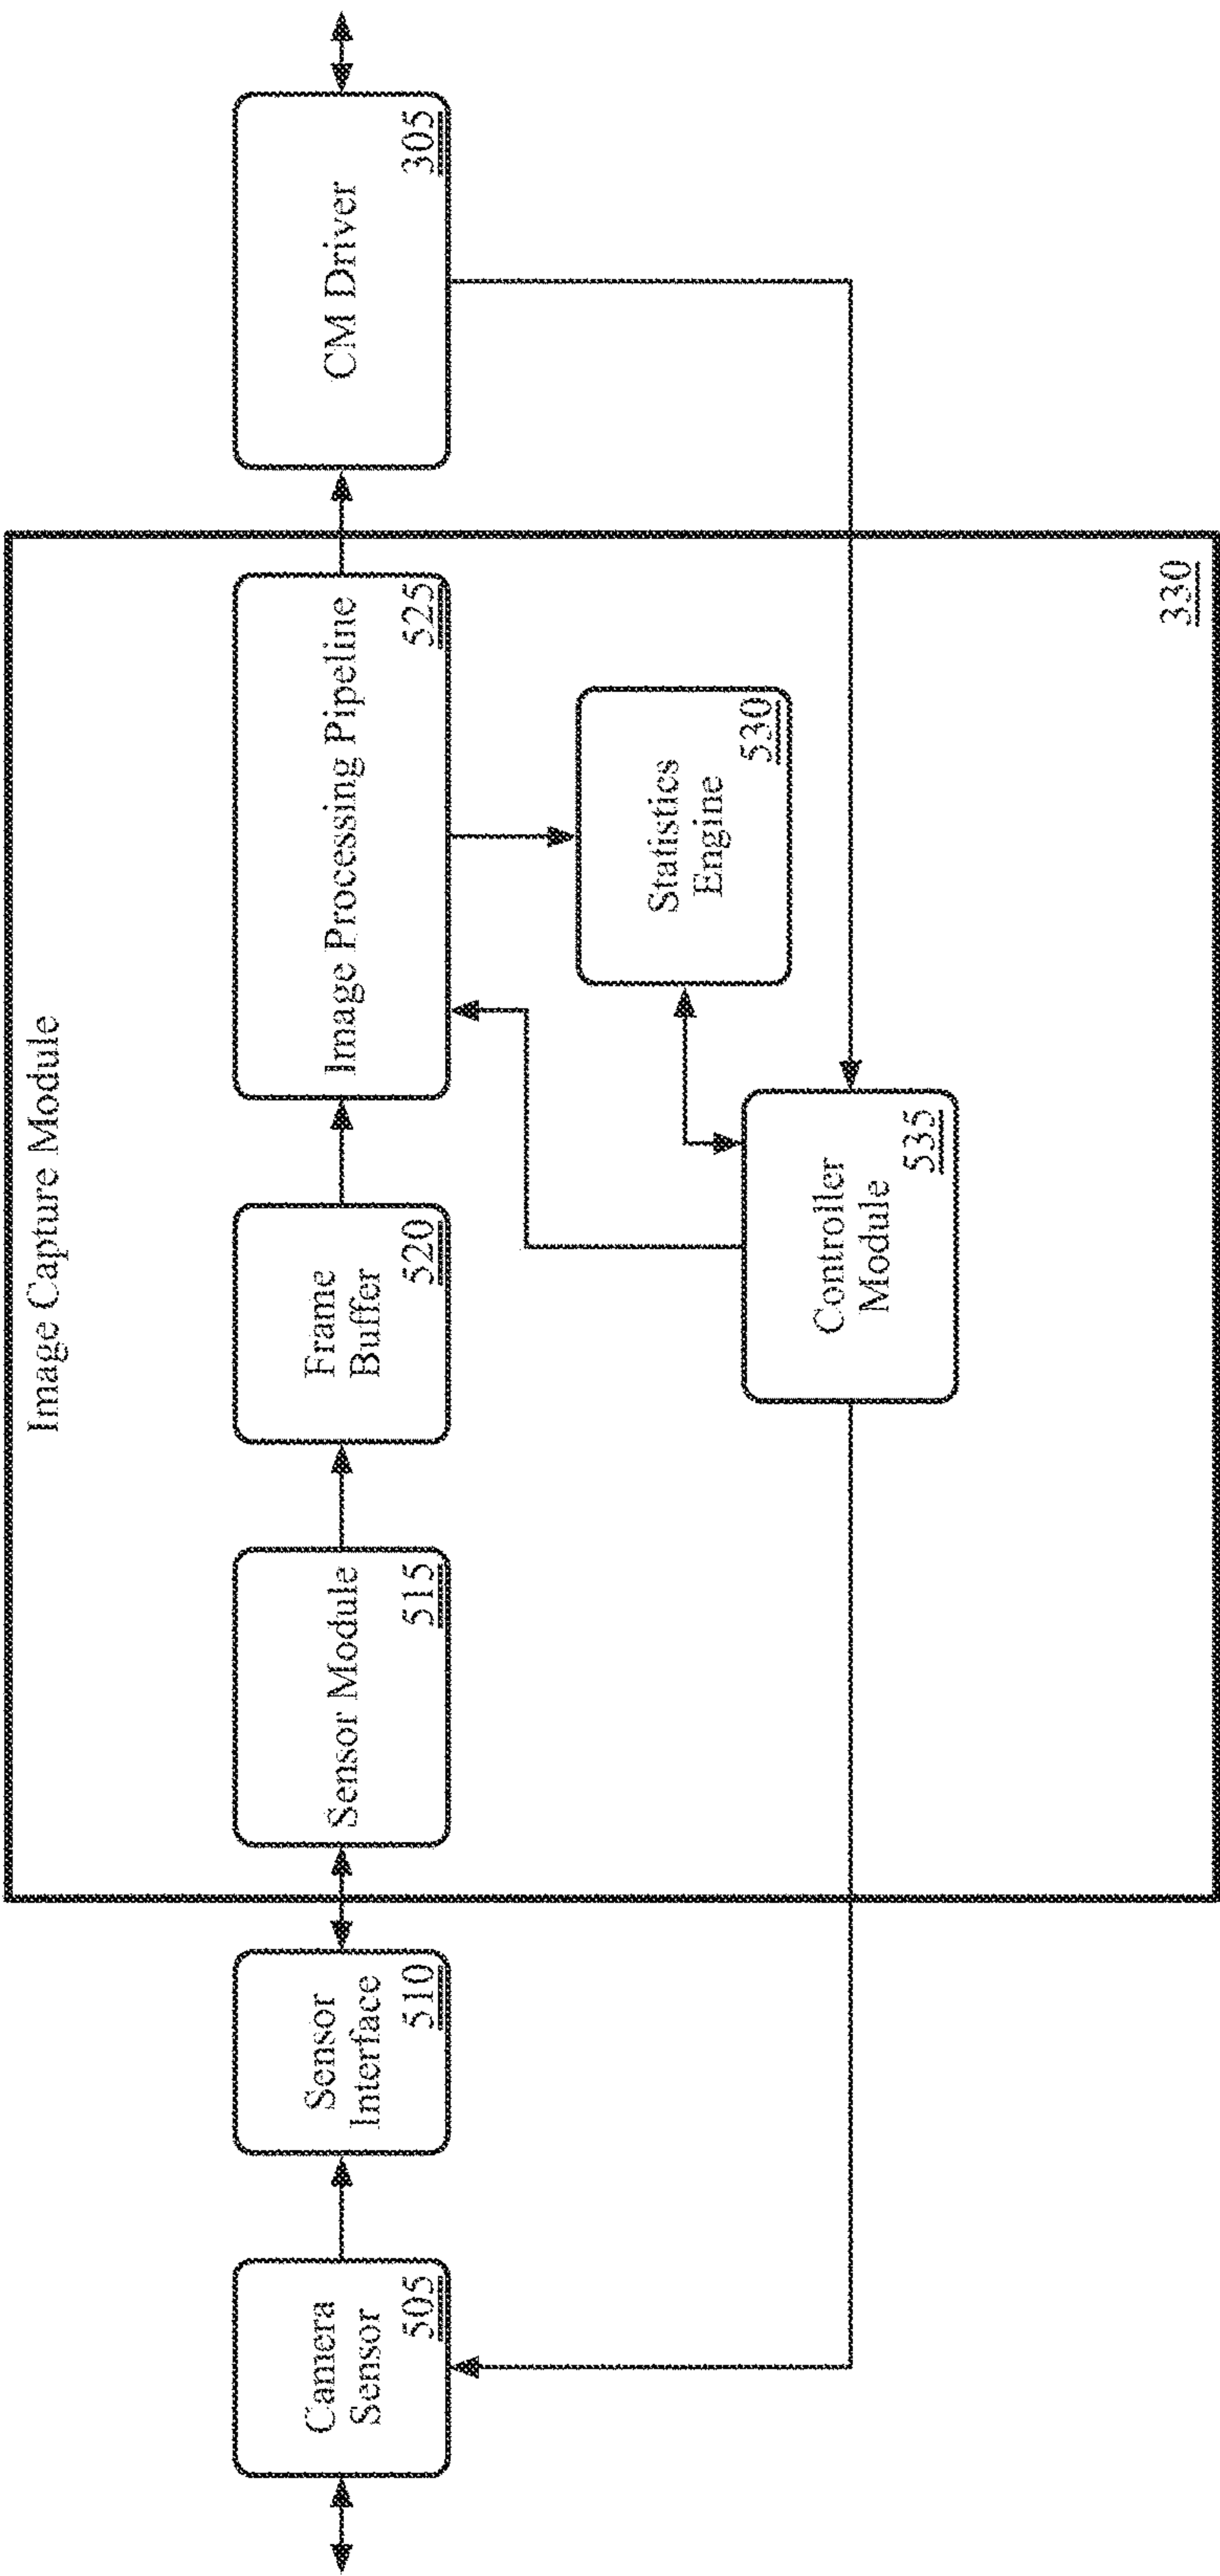 Image Capture Module
Camera
Sensor
505
Sensor
Interface
510
Sensor Module
515
Frame
Buffer
520
Image Processing Pipeline
525
CM Driver
305
Statistics
Engine
530
Controller
Module
535
330